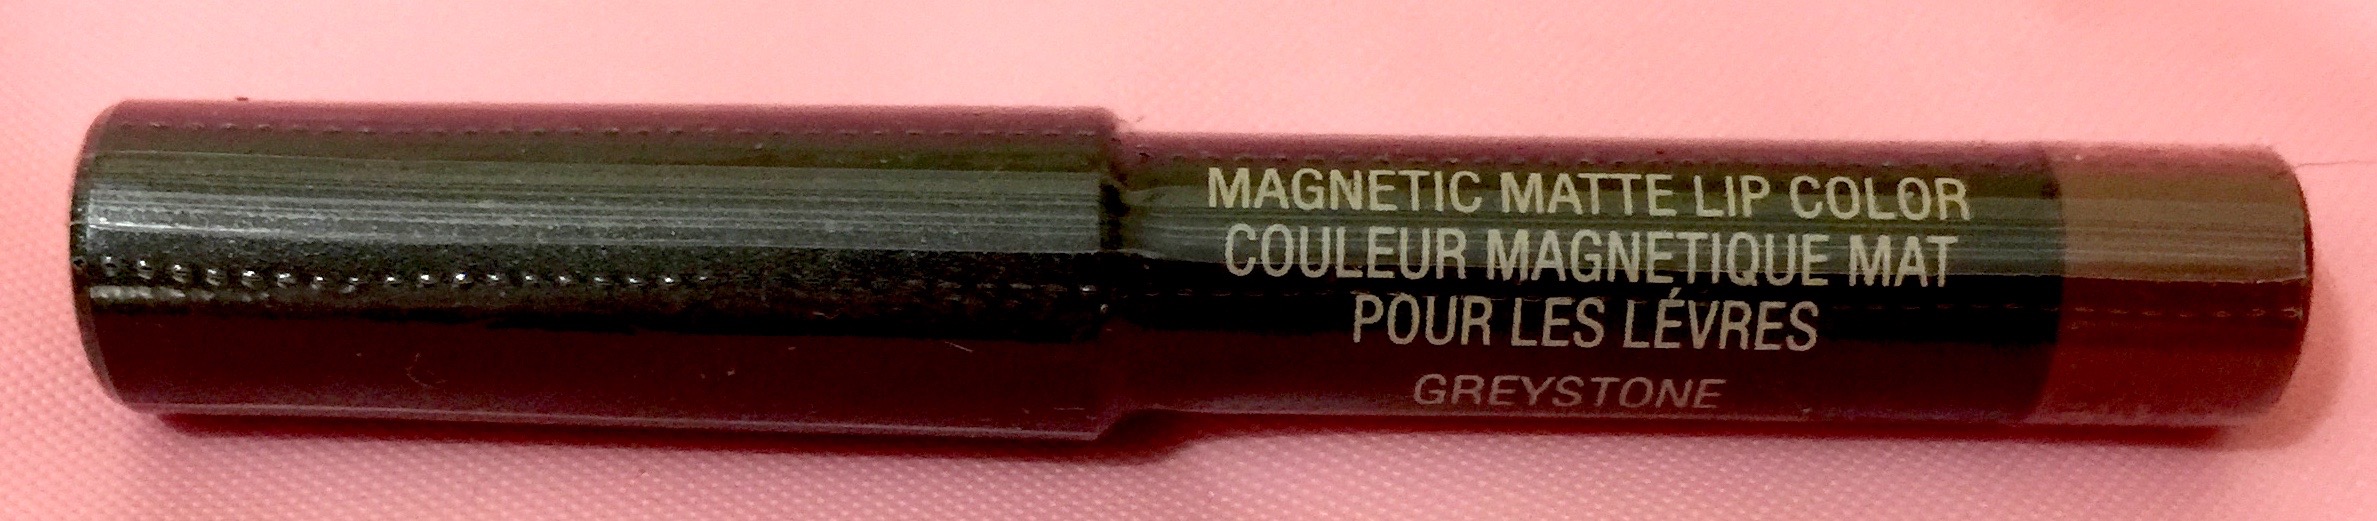 MAGNETIC MATTE LIP COLOR
COULEUR MAGNETIQUE MAT
POUR LES LÉVRES
GREYSTONE